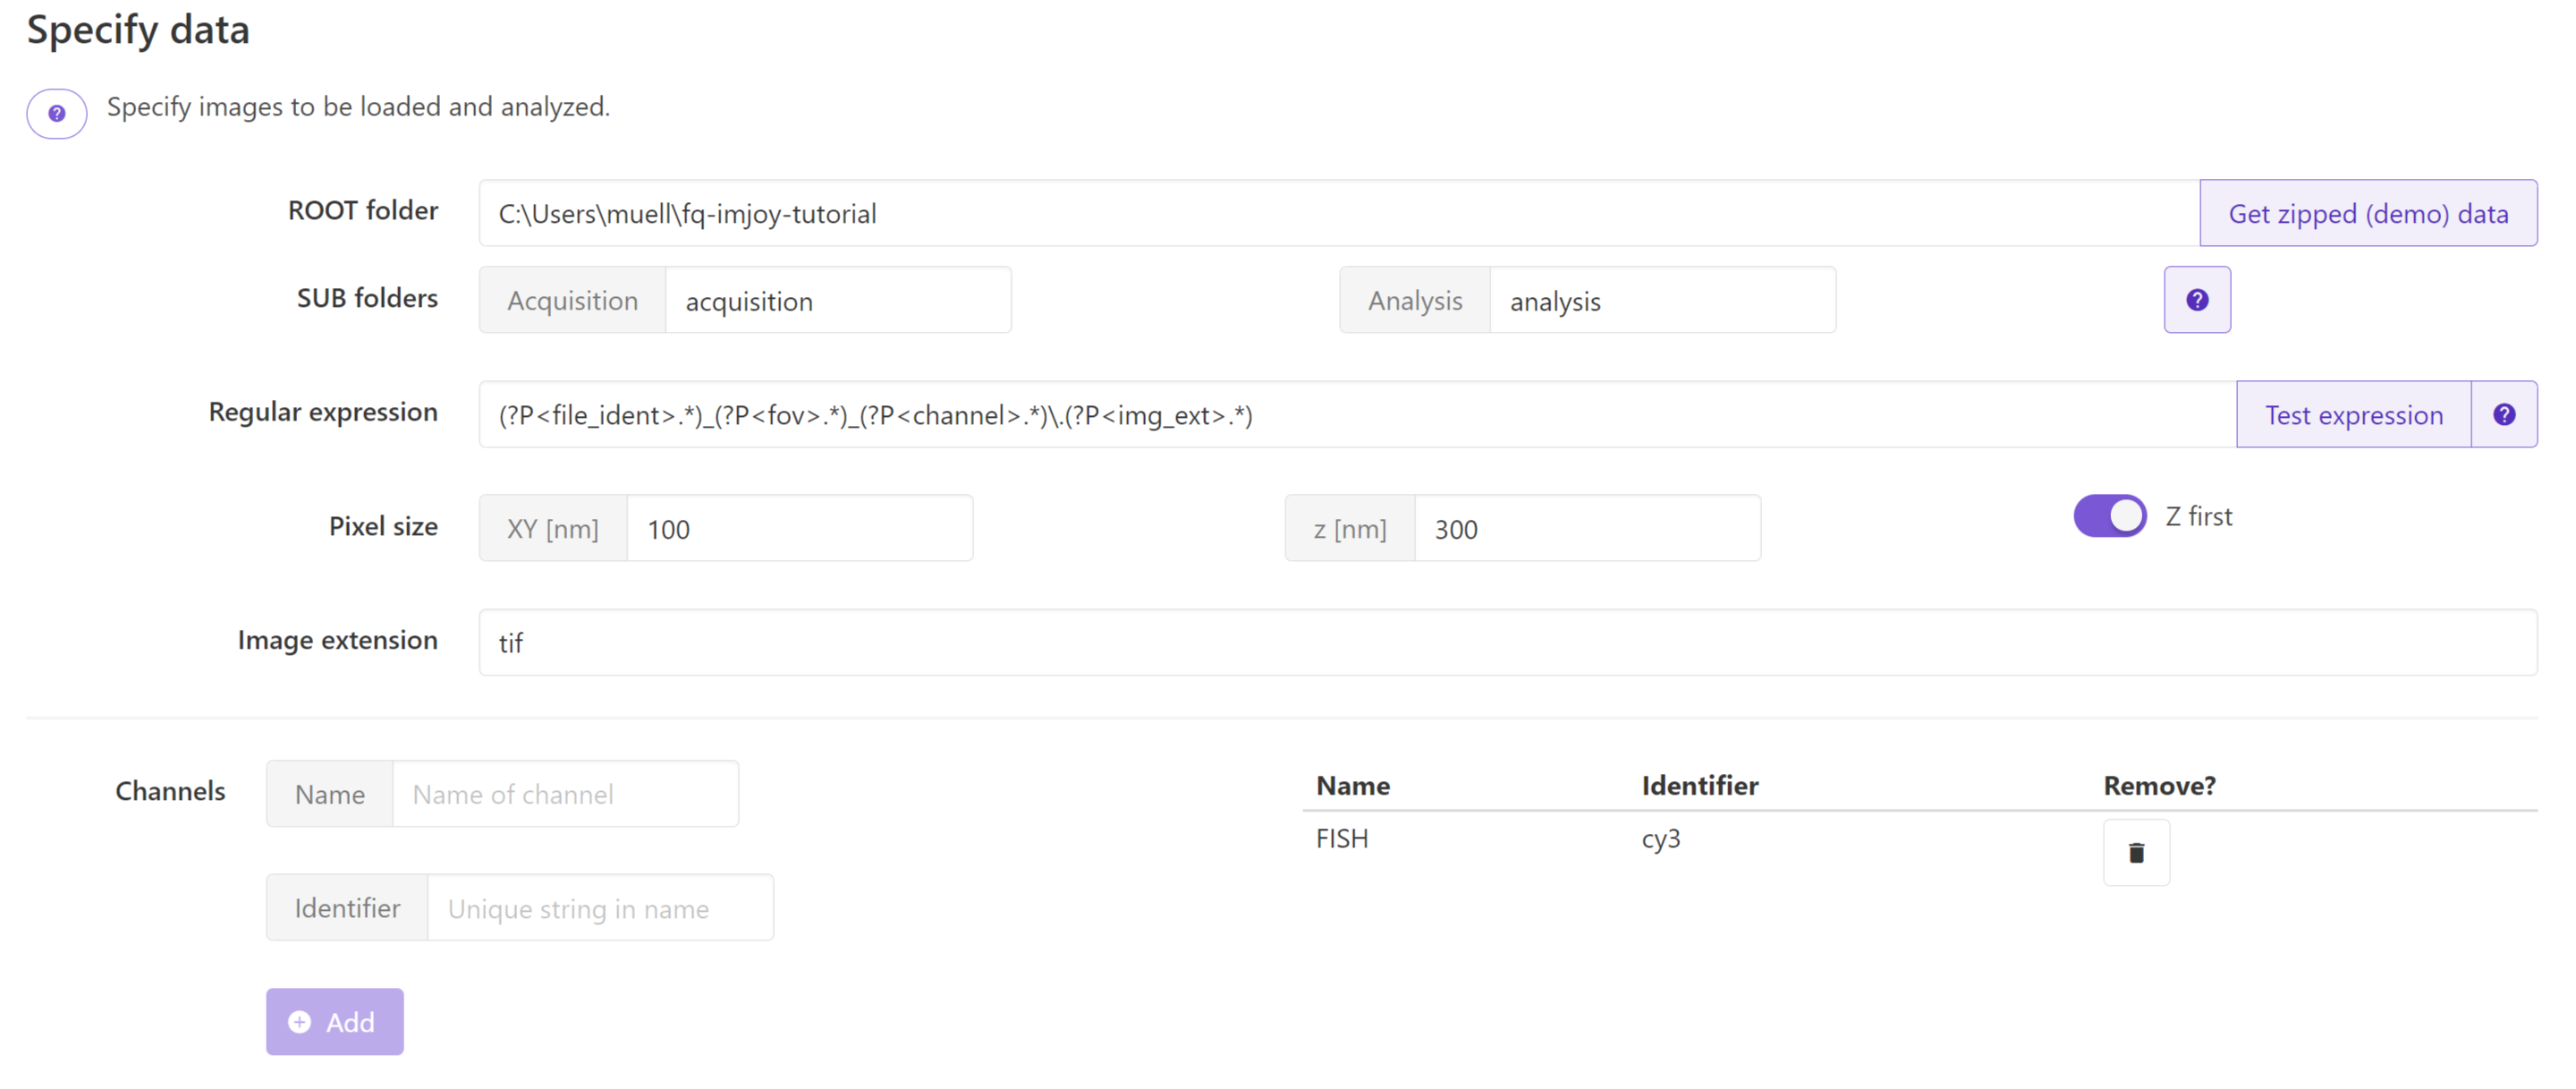 Specify data
Specify images to be loaded and analyzed.
ROOT folder C:\Users\muell\fq-imjoy-tutorial Get zipped (demo) data
SUB folders Acquisition acquisition Analysis analysis
Regular expression (?P<file_ident>.*)_(?P<fov>.*)_(?P<channel>.*)\.(?P<img_ext>.*) Test expression
Pixel size XY [nm] 100 z [nm] 300 Z first
Image extension tif
Channels Name Name of channel
Identifier Unique string in name
Add
Name Identifier Remove?
FISH cy3